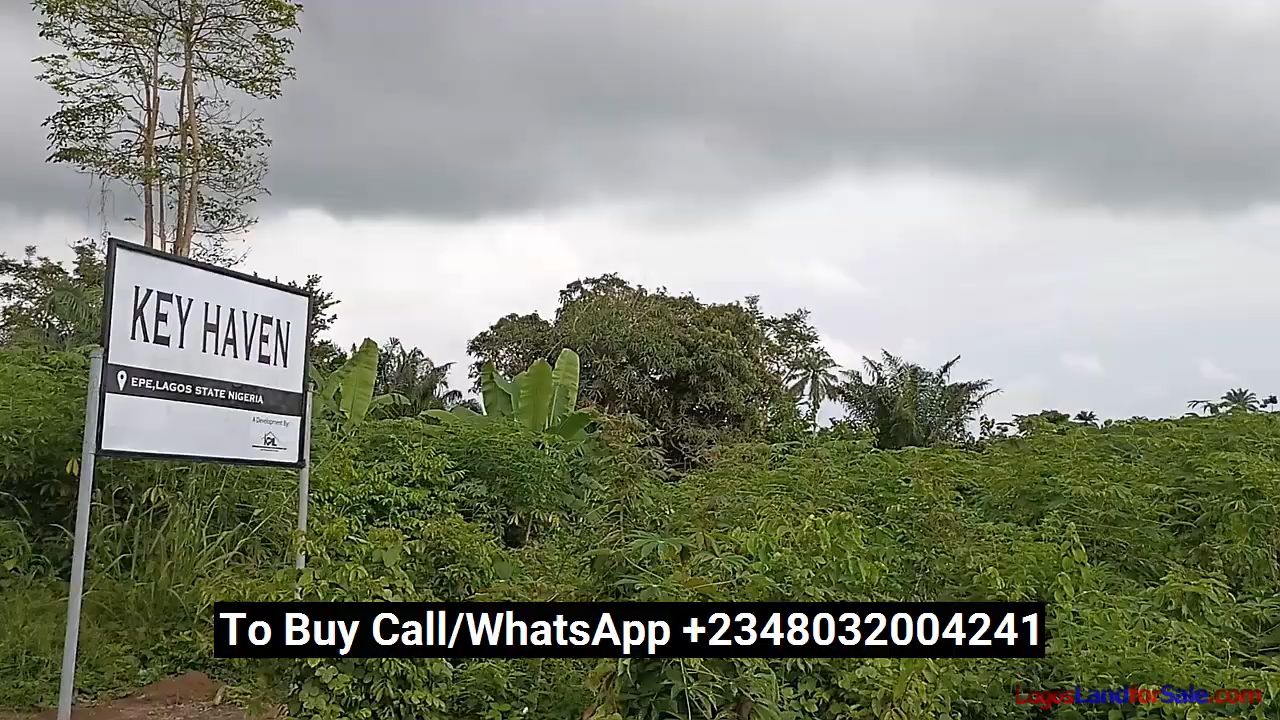 KEY HAVEN
EPE,LAGOS STATE NIGERIA
A Development By:
To Buy Call/WhatsApp +2348032004241
LagosLandforSale.com